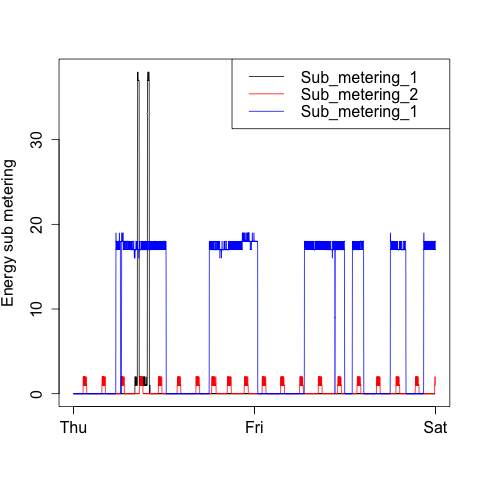 Sub_metering_1
Sub_metering_2
Sub_metering_1
Energy sub metering
30
20
10
0
Thu
Fri
Sat